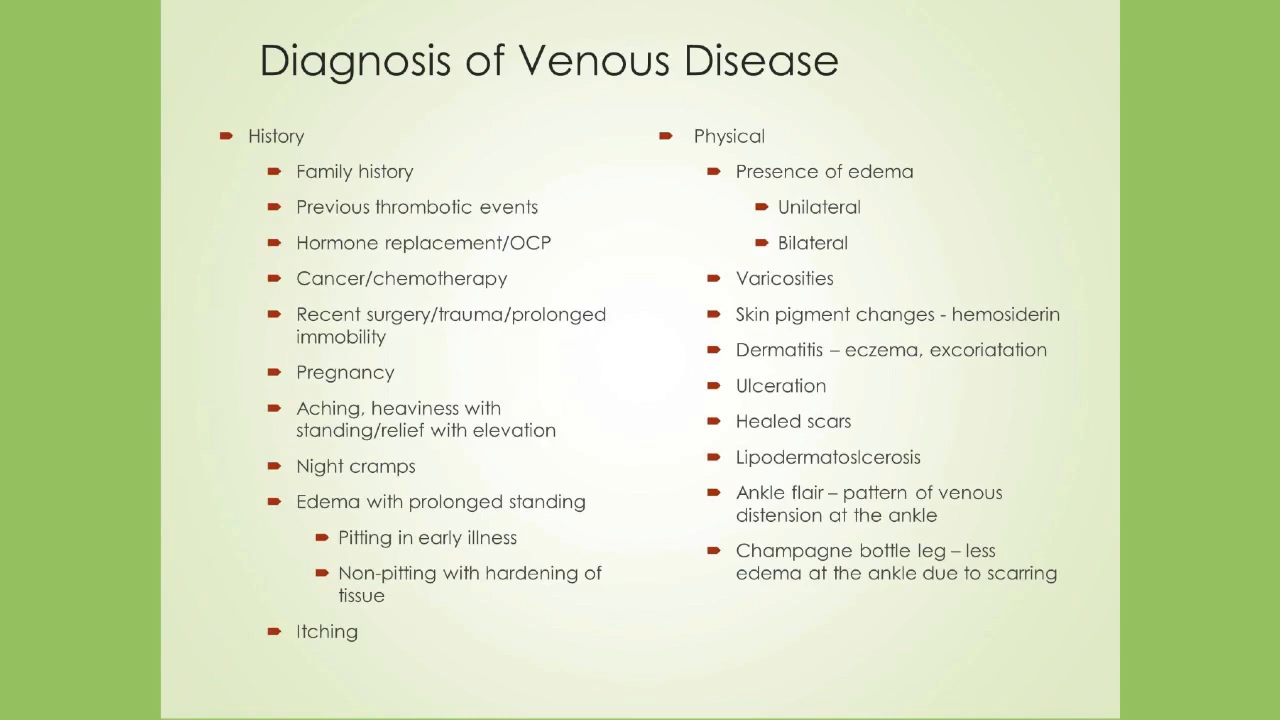 Diagnosis of Venous Disease
History
Family history
Previous thrombotic events
Hormone replacement/OCP
Cancer/chemotherapy
Recent surgery/trauma/prolonged
immobility
Pregnancy
Aching, heaviness with
standing/relief with elevation
Night cramps
Edema with prolonged standing
Pitting in early illness
Non-pitting with hardening of
tissue
Itching
Physical
Presence of edema
Unilateral
Bilateral
Varicosities
Skin pigment changes - hemosiderin
Dermatitis – eczema, excoriatation
Ulceration
Healed scars
Lipodermatoslcerosis
Ankle flair – pattern of venous
distension at the ankle
Champagne bottle leg – less
edema at the ankle due to scarring